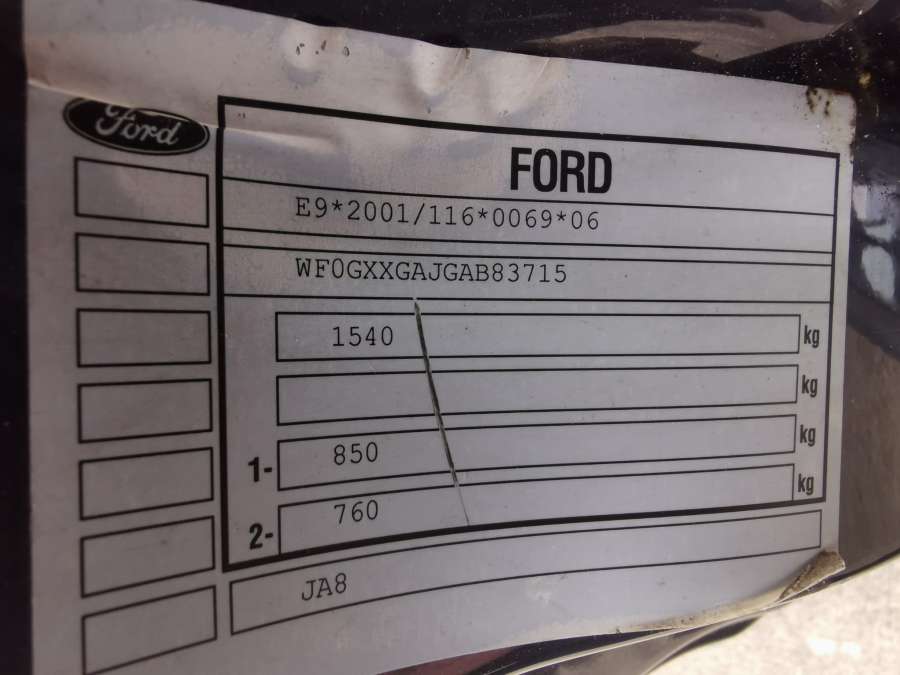 Ford
FORD
E9*2001/116*0069*06
WF0GXXGAJGAB83715
1540 kg
kg
1- 850 kg
2- 760 kg
JA8